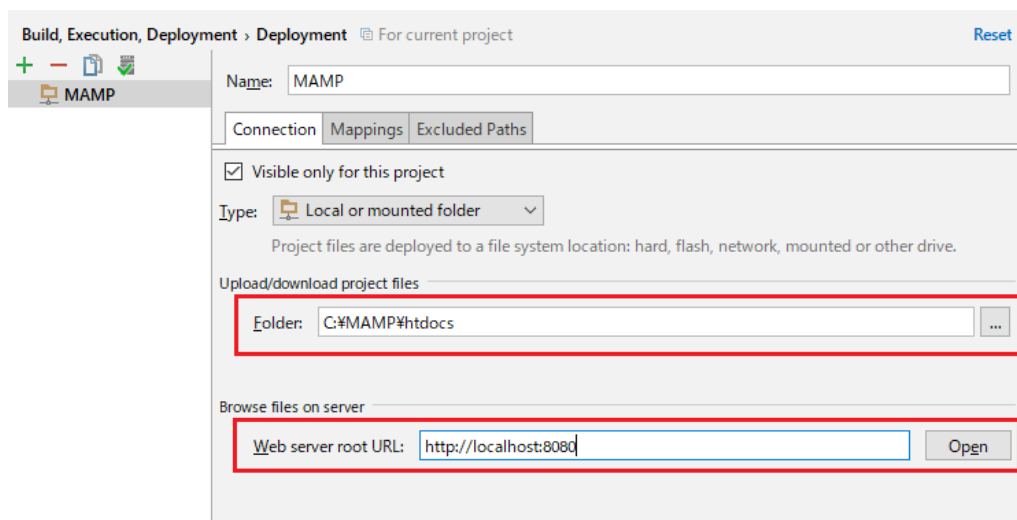 Build, Execution, Deployment › Deployment For current project Reset
MAMP
Name: MAMP
Connection Mappings Excluded Paths
Visible only for this project
Type: Local or mounted folder
Project files are deployed to a file system location: hard, flash, network, mounted or other drive.
Upload/download project files
Folder: C:¥MAMP¥htdocs ...
Browse files on server
Web server root URL: http://localhost:8080 Open